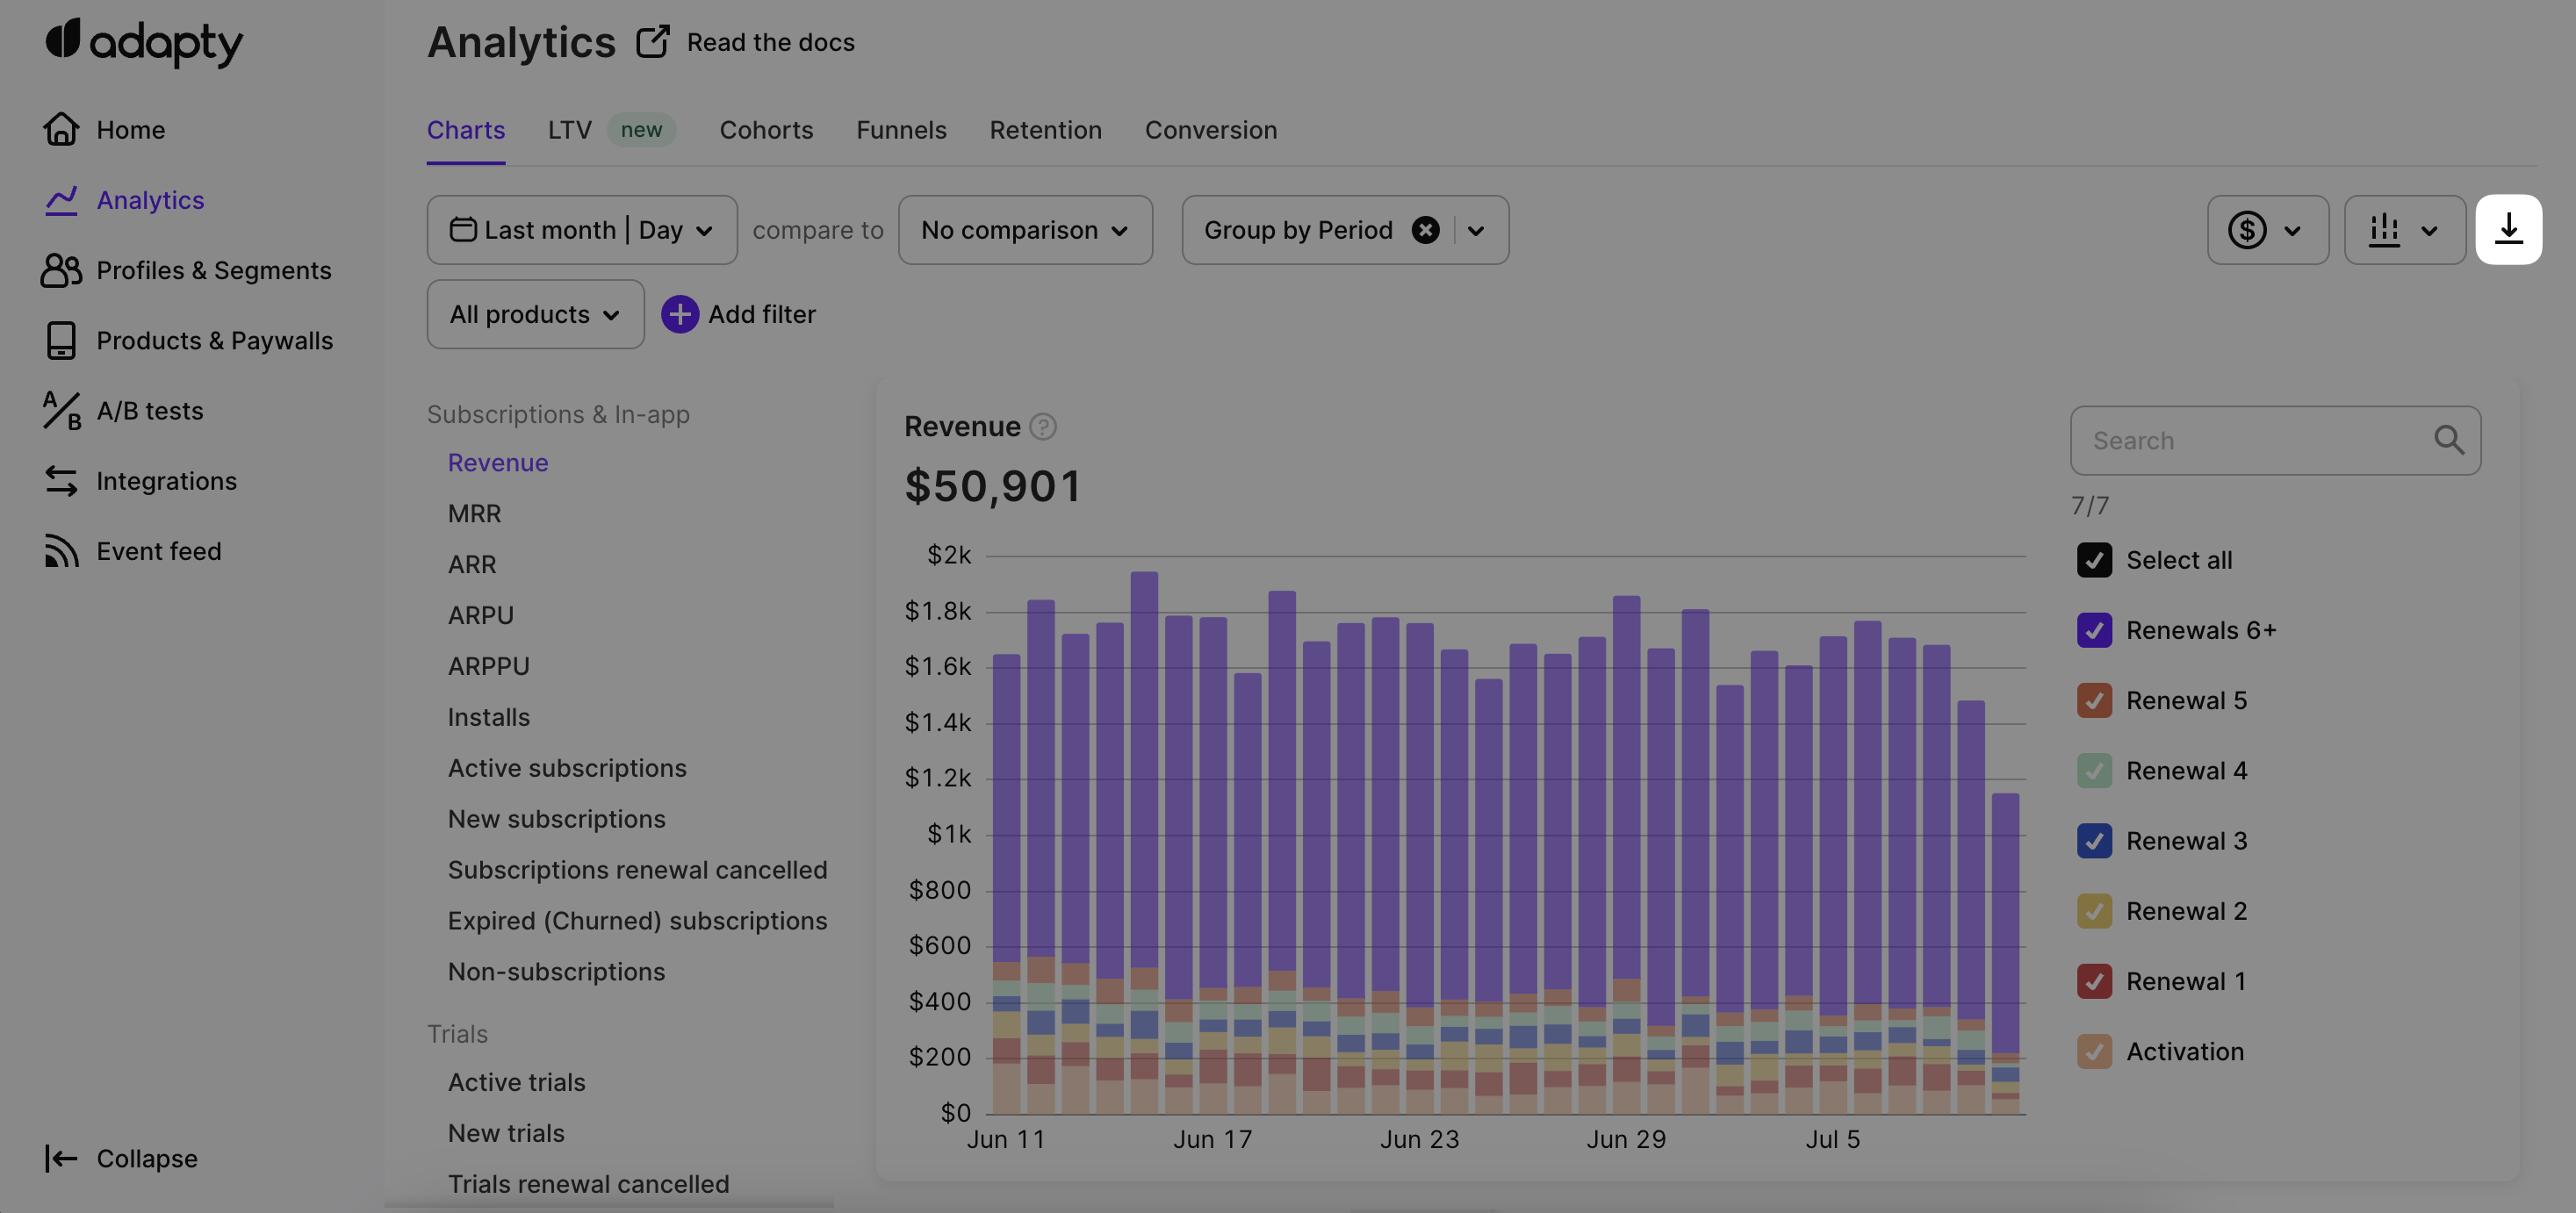 adapty
Home
Analytics
Profiles & Segments
Products & Paywalls
A/B tests
Integrations
Event feed
Collapse
Analytics Read the docs
Charts LTV new Cohorts Funnels Retention Conversion
Last month | Day compare to No comparison Group by Period
All products Add filter
Subscriptions & In-app
Revenue
MRR
ARR
ARPU
ARPPU
Installs
Active subscriptions
New subscriptions
Subscriptions renewal cancelled
Expired (Churned) subscriptions
Non-subscriptions
Trials
Active trials
New trials
Trials renewal cancelled
Revenue ?
$50,901
$2k
$1.8k
$1.6k
$1.4k
$1.2k
$1k
$800
$600
$400
$200
$0
Jun 11 Jun 17 Jun 23 Jun 29 Jul 5
Search
7/7
Select all
Renewals 6+
Renewal 5
Renewal 4
Renewal 3
Renewal 2
Renewal 1
Activation